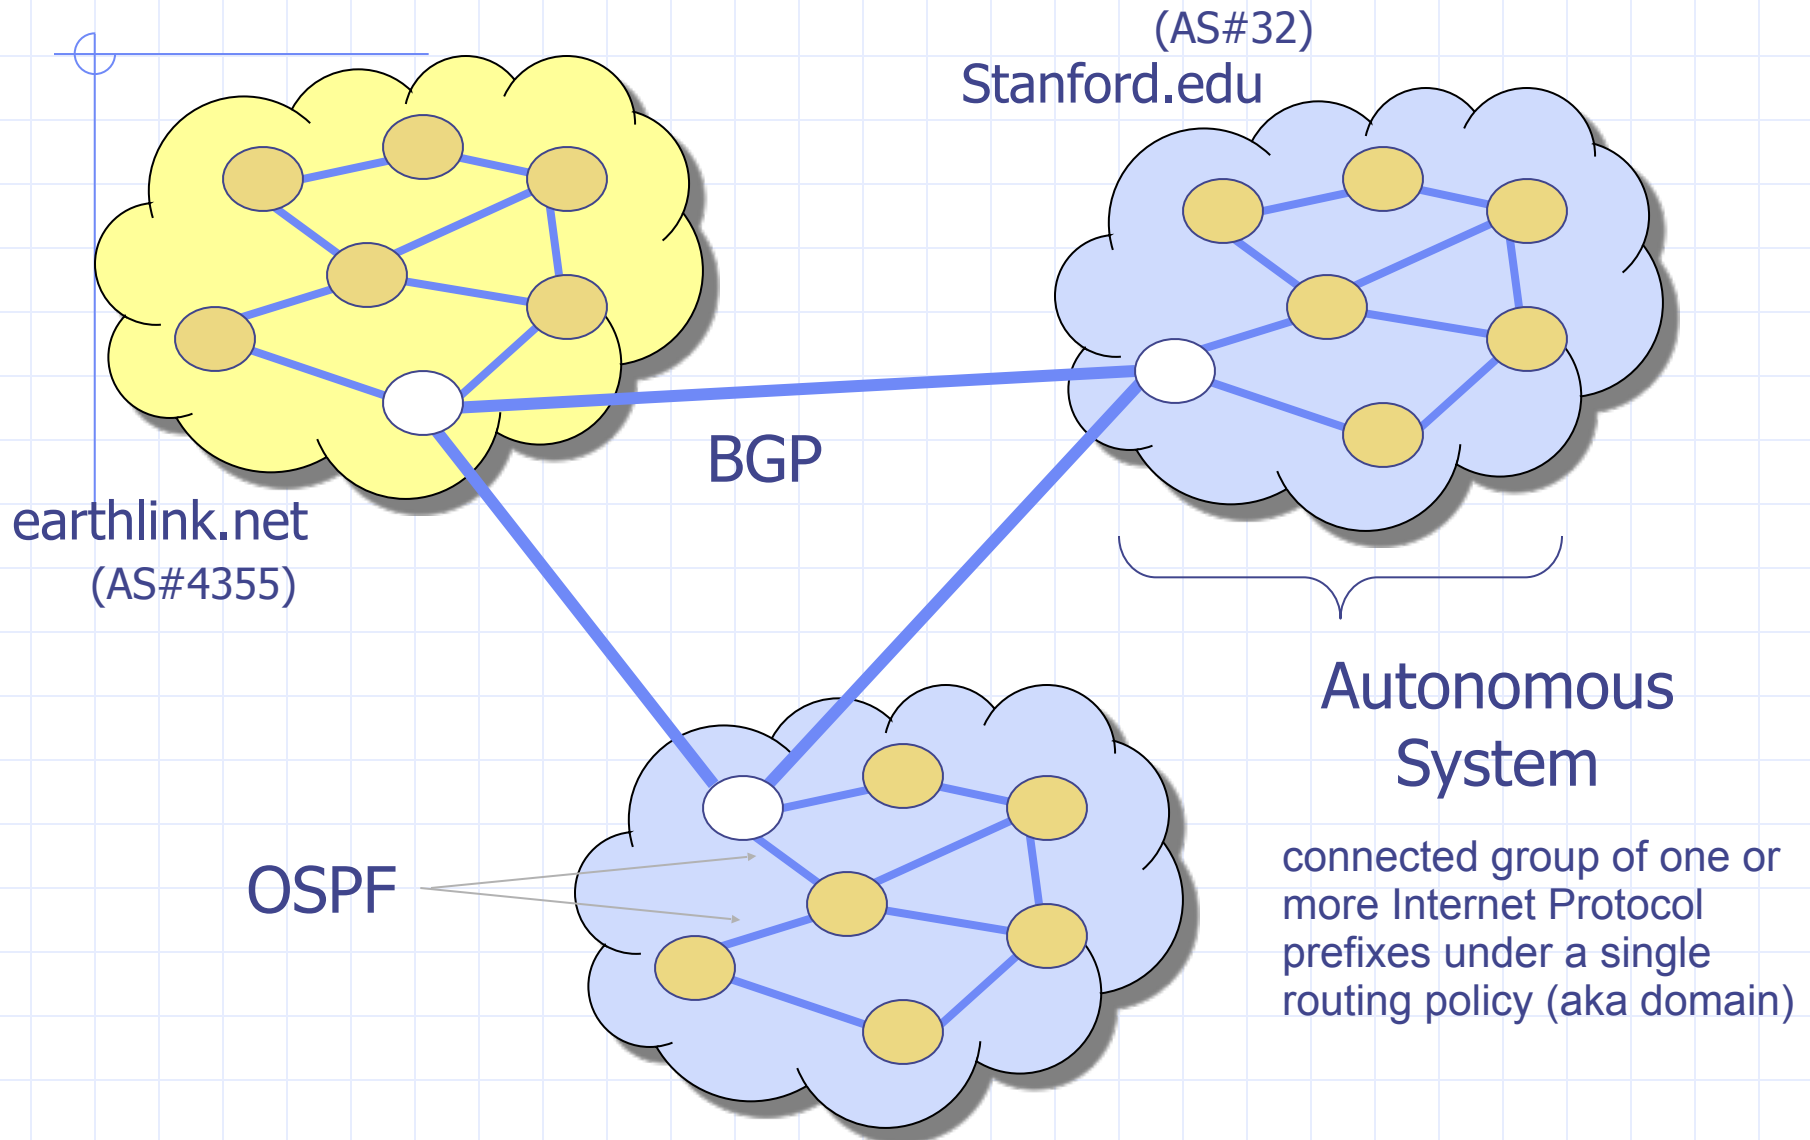 (AS#32)
Stanford.edu
BGP
earthlink.net
(AS#4355)
Autonomous
System
OSPF
connected group of one or
more Internet Protocol
prefixes under a single
routing policy (aka domain)